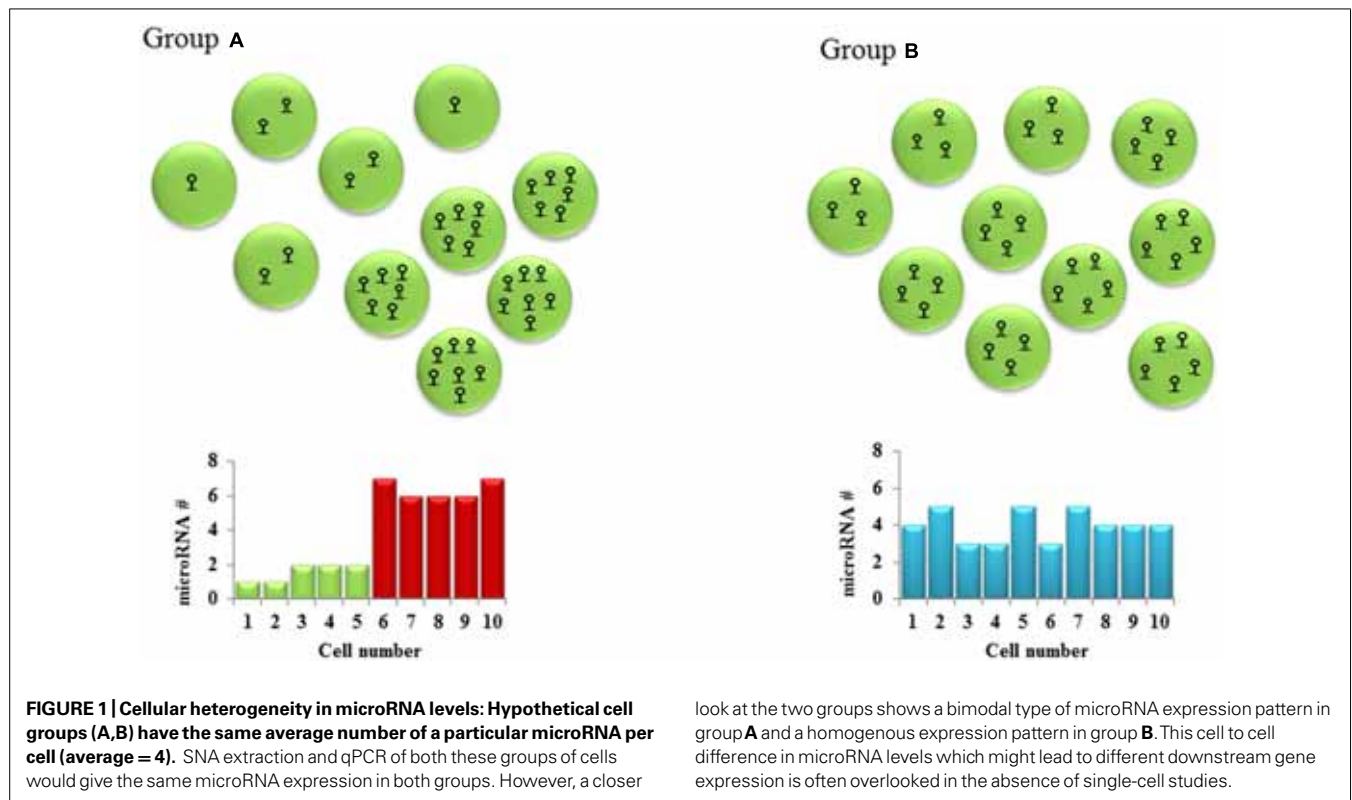 Group A
Group B
8
6
4
2
0
microRNA #
1 2 3 4 5 6 7 8 9 10
Cell number
8
6
4
2
0
microRNA #
1 2 3 4 5 6 7 8 9 10
Cell number
FIGURE 1 | Cellular heterogeneity in microRNA levels: Hypothetical cell
groups (A,B) have the same average number of a particular microRNA per
cell (average = 4). SNA extraction and qPCR of both these groups of cells
would give the same microRNA expression in both groups. However, a closer
look at the two groups shows a bimodal type of microRNA expression pattern in
group A and a homogenous expression pattern in group B. This cell to cell
difference in microRNA levels which might lead to different downstream gene
expression is often overlooked in the absence of single-cell studies.